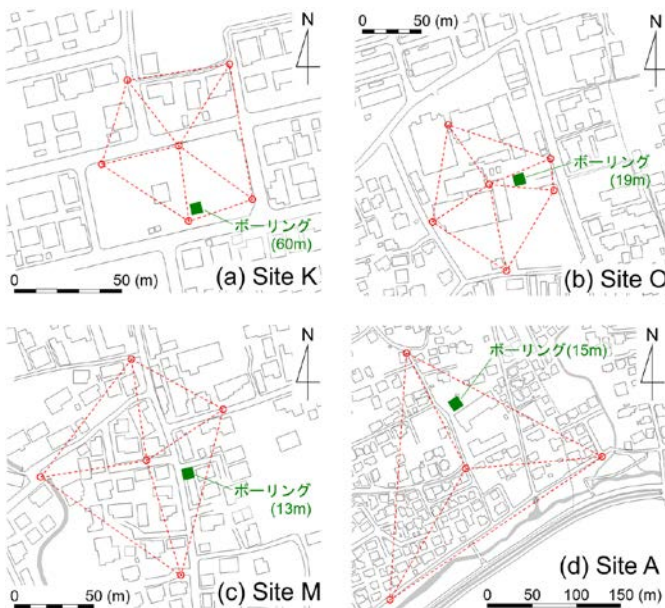 N
ボーリング
(60m)
0 50 (m)
(a) Site K
0 50 (m)
N
ボーリング
(19m)
(b) Site O
N
ボーリング
(13m)
0 50 (m)
(c) Site M
N
ボーリング(15m)
(d) Site A
0 50 100 150 (m)